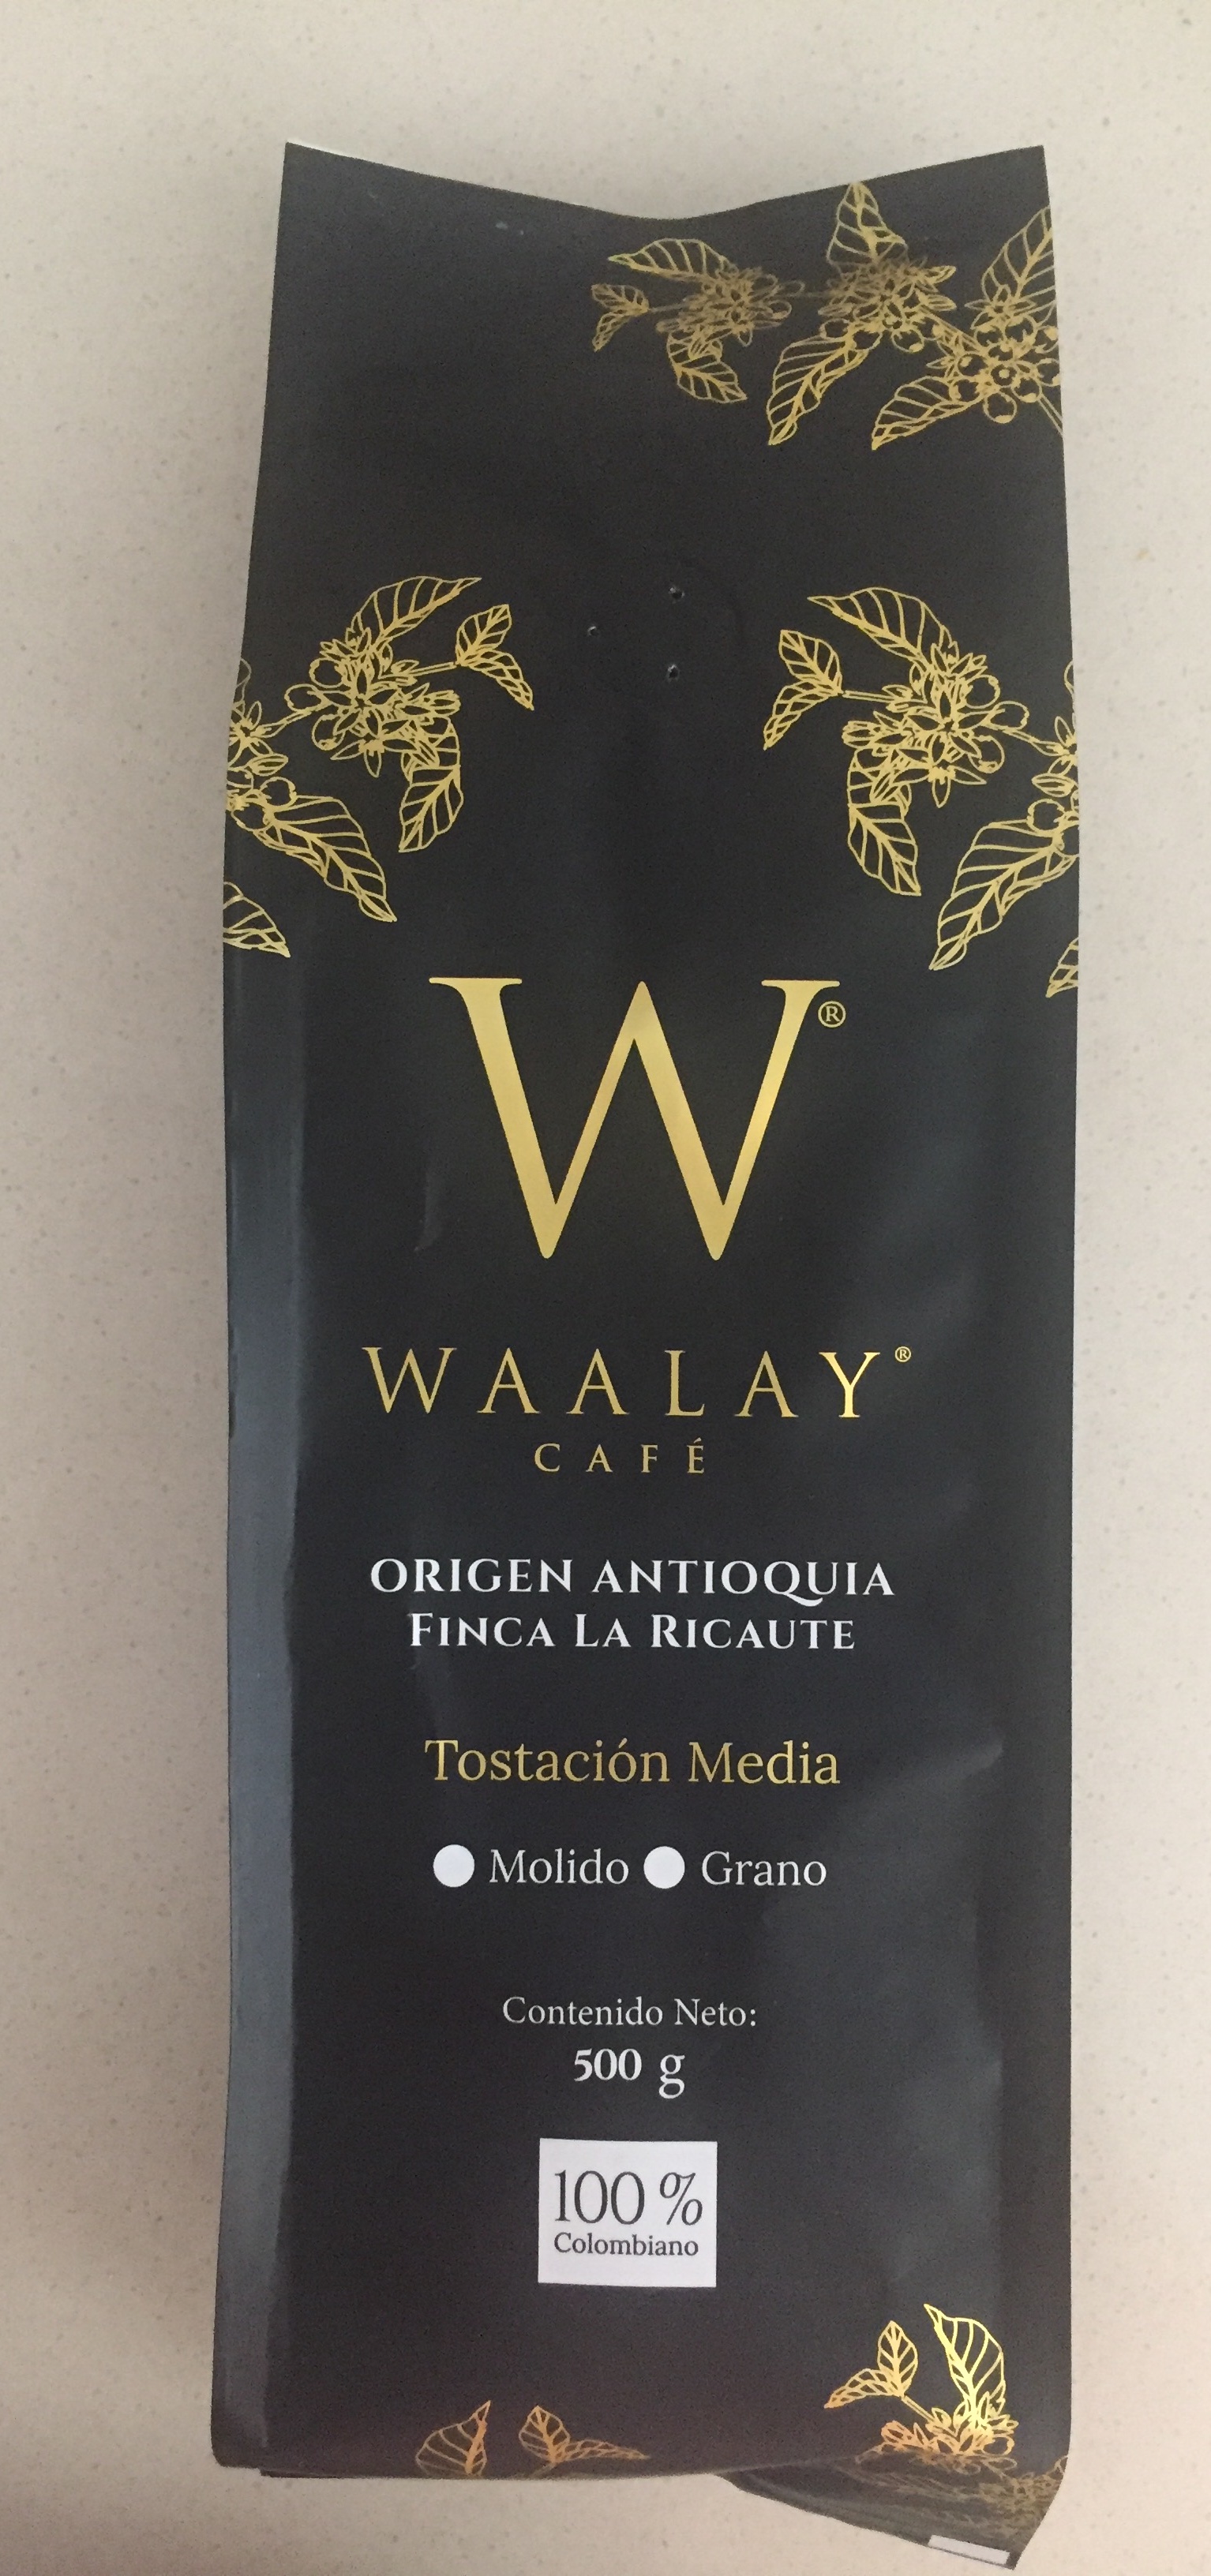 W®
WAALAY®
CAFÉ
ORIGEN ANTIOQUIA
FINCA LA RICAUTE
Tostación Media
Molido Grano
Contenido Neto:
500 g
100 %
Colombiano